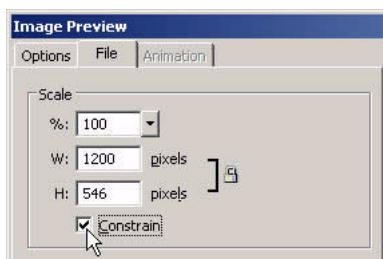 Image Preview
Options File Animation
Scale
%: 100
W: 1200 pixels
H: 546 pixels
Constrain